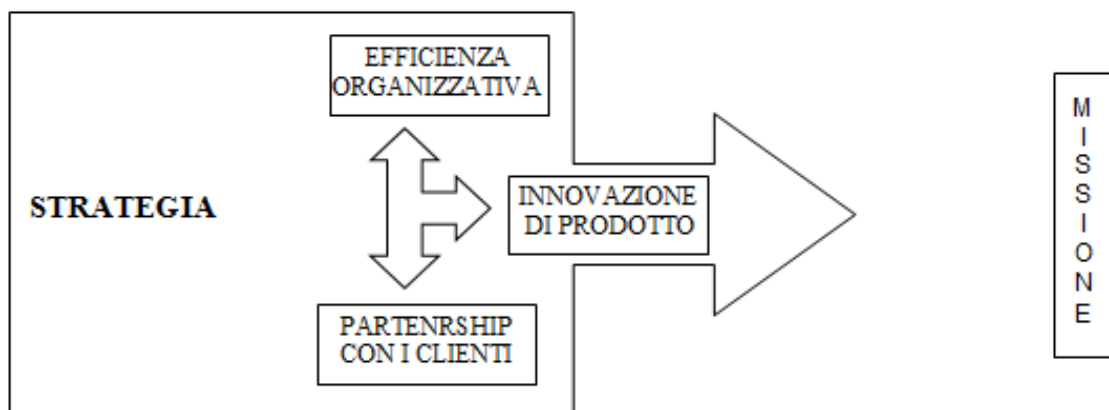 EFFICIENZA
ORGANIZZATIVA
STRATEGIA
INNOVAZIONE
DI PRODOTTO
PARTENRSHIP
CON I CLIENTI
M
I
S
S
I
O
N
E